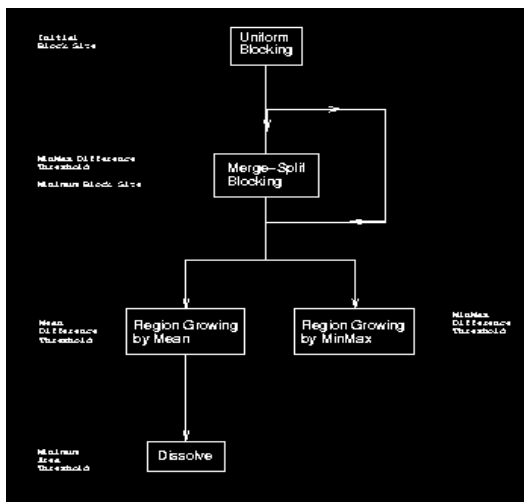 Initial
Block Size
Uniform
Blocking
MinMax Difference
Threshold
Minimum Block Size
Merge-Split
Blocking
Mean
Difference
Threshold
Region Growing
by Mean
Region Growing
by MinMax
MinMax
Difference
Threshold
Minimum
Area
Threshold
Dissolve